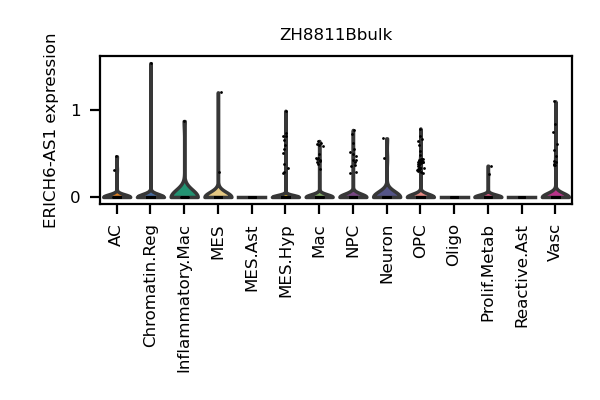 ZH8811Bbulk
ERICH6-AS1 expression
1
0
AC
Chromatin.Reg
Inflammatory.Mac
MES
MES.Ast
MES.Hyp
Mac
NPC
Neuron
OPC
Oligo
Prolif.Metab
Reactive.Ast
Vasc